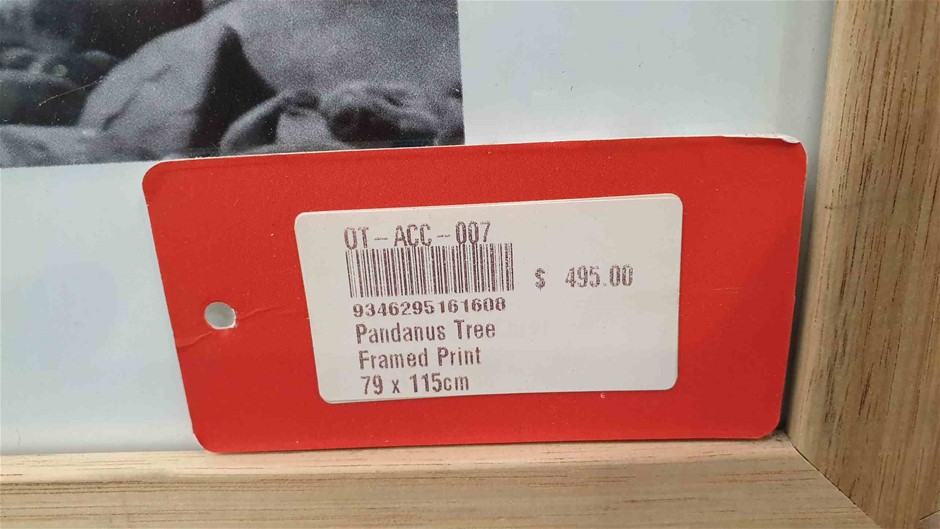 OT-ACC-007
$ 495.00
9346295161608
Pandanus Tree
Framed Print
79 x 115cm